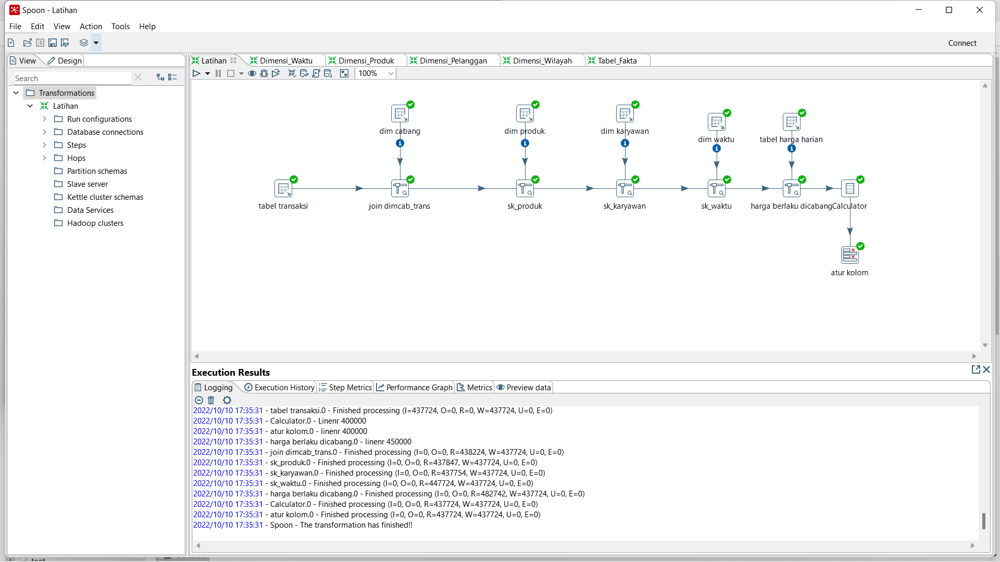 Spoon - Latihan
File Edit View Action Tools Help
Connect
View Design
Search
Transformations
Latihan
Run configurations
Database connections
Steps
Hops
Partition schemas
Slave server
Kettle cluster schemas
Data Services
Hadoop clusters
Latihan Dimensi_Waktu Dimensi_Produk Dimensi_Pelanggan Dimensi_Wilayah Tabel_Fakta
100%
dim cabang
dim produk
dim karyawan
dim waktu
tabel harga harian
tabel transaksi
join dimcab_trans
sk_produk
sk_karyawan
sk_waktu
harga berlaku dicabang
Calculator
atur kolom
Execution Results
Logging Execution History Step Metrics Performance Graph Metrics Preview data
2022/10/10 17:35:31 - tabel transaksi.0 - Finished processing (I=437724, O=0, R=0, W=437724, U=0, E=0)
2022/10/10 17:35:31 - Calculator.0 - Linenr 400000
2022/10/10 17:35:31 - atur kolom.0 - linenr 400000
2022/10/10 17:35:31 - harga berlaku dicabang.0 - linenr 450000
2022/10/10 17:35:31 - join dimcab_trans.0 - Finished processing (I=0, O=0, R=438224, W=437724, U=0, E=0)
2022/10/10 17:35:31 - sk_produk.0 - Finished processing (I=0, O=0, R=437847, W=437724, U=0, E=0)
2022/10/10 17:35:31 - sk_karyawan.0 - Finished processing (I=0, O=0, R=437754, W=437724, U=0, E=0)
2022/10/10 17:35:31 - sk_waktu.0 - Finished processing (I=0, O=0, R=447724, W=437724, U=0, E=0)
2022/10/10 17:35:31 - harga berlaku dicabang.0 - Finished processing (I=0, O=0, R=482742, W=437724, U=0, E=0)
2022/10/10 17:35:31 - Calculator.0 - Finished processing (I=0, O=0, R=437724, W=437724, U=0, E=0)
2022/10/10 17:35:31 - atur kolom.0 - Finished processing (I=0, O=0, R=437724, W=437724, U=0, E=0)
2022/10/10 17:35:31 - Spoon - The transformation has finished!!